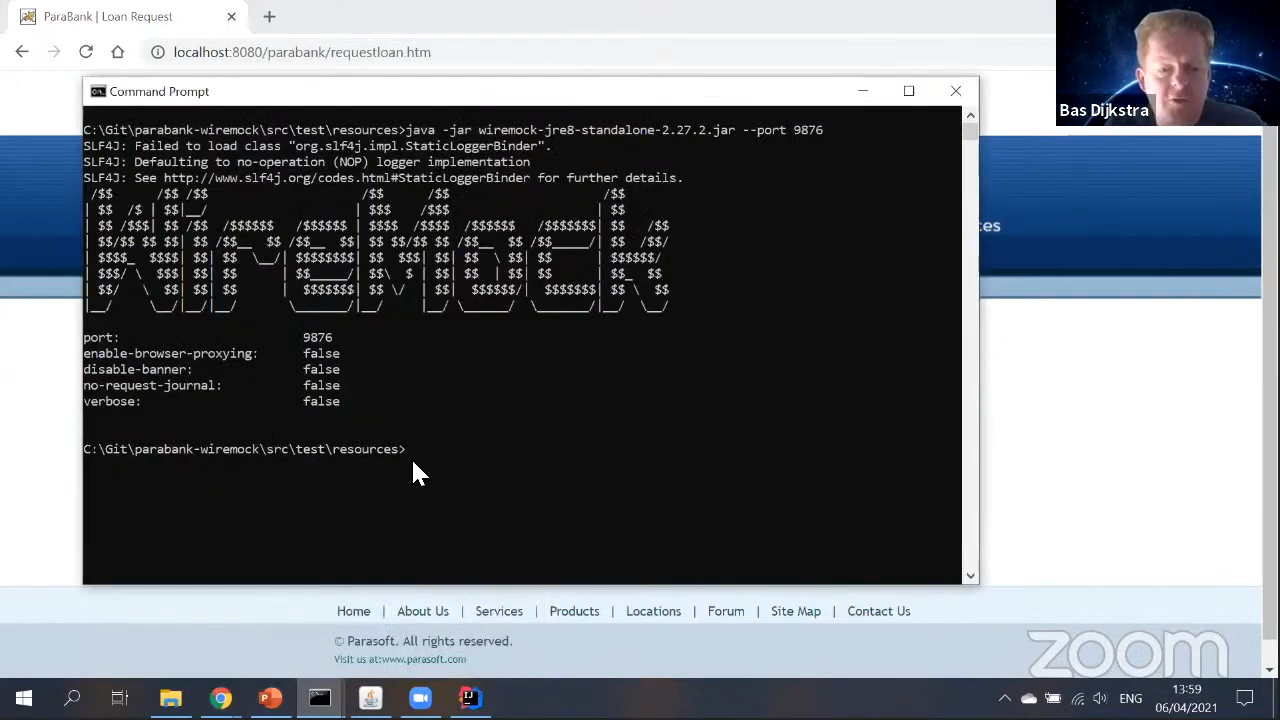 ParaBank | Loan Request
localhost:8080/parabank/requestloan.htm
Command Prompt
Bas Dijkstra
C:\Git\parabank-wiremock\src\test\resources>java -jar wiremock-jre8-standalone-2.27.2.jar --port 9876
SLF4J: Failed to load class "org.slf4j.impl.StaticLoggerBinder".
SLF4J: Defaulting to no-operation (NOP) logger implementation
SLF4J: See http://www.slf4j.org/codes.html#StaticLoggerBinder for further details.
WireMock
ces
port: 9876
enable-browser-proxying: false
disable-banner: false
no-request-journal: false
verbose: false
C:\Git\parabank-wiremock\src\test\resources>
Home | About Us | Services | Products | Locations | Forum | Site Map | Contact Us
© Parasoft. All rights reserved.
Visit us at:www.parasoft.com
zoom
ENG
13:59
06/04/2021